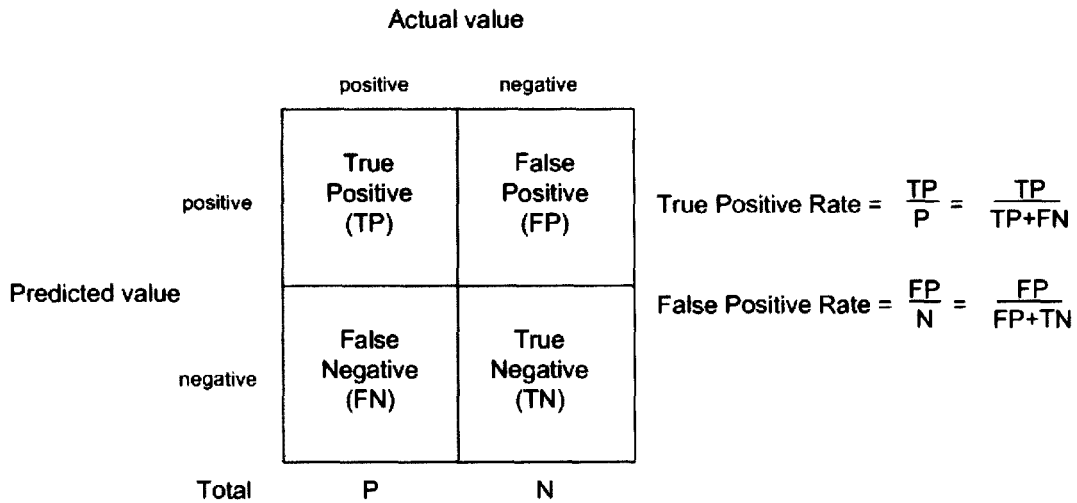 Actual value
positive negative
True Positive (TP)
False Positive (FP)
positive
True Positive Rate = TP/P = TP/TP+FN
Predicted value
False Positive Rate = FP/N = FP/FP+TN
False Negative (FN)
True Negative (TN)
negative
Total P N